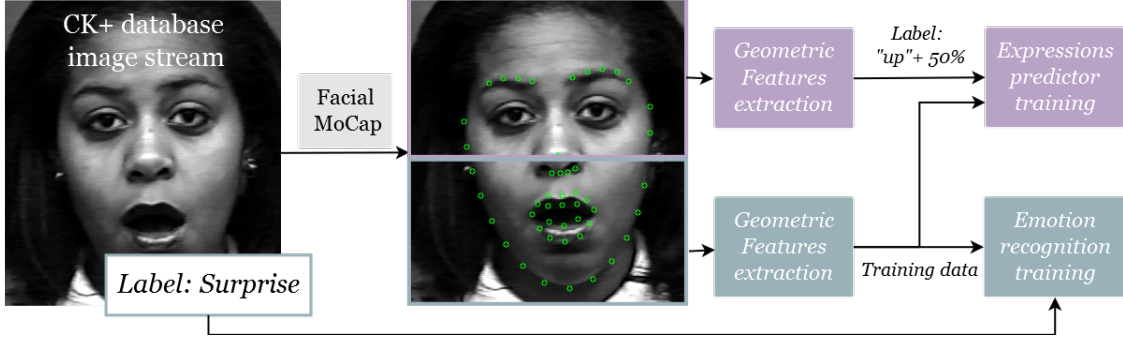 CK+ database
image stream
Label: Surprise
Facial
MoCap
Geometric
Features
extraction
Label:
"up"+ 50%
Expressions
predictor
training
Geometric
Features
extraction
Training data
Emotion
recognition
training